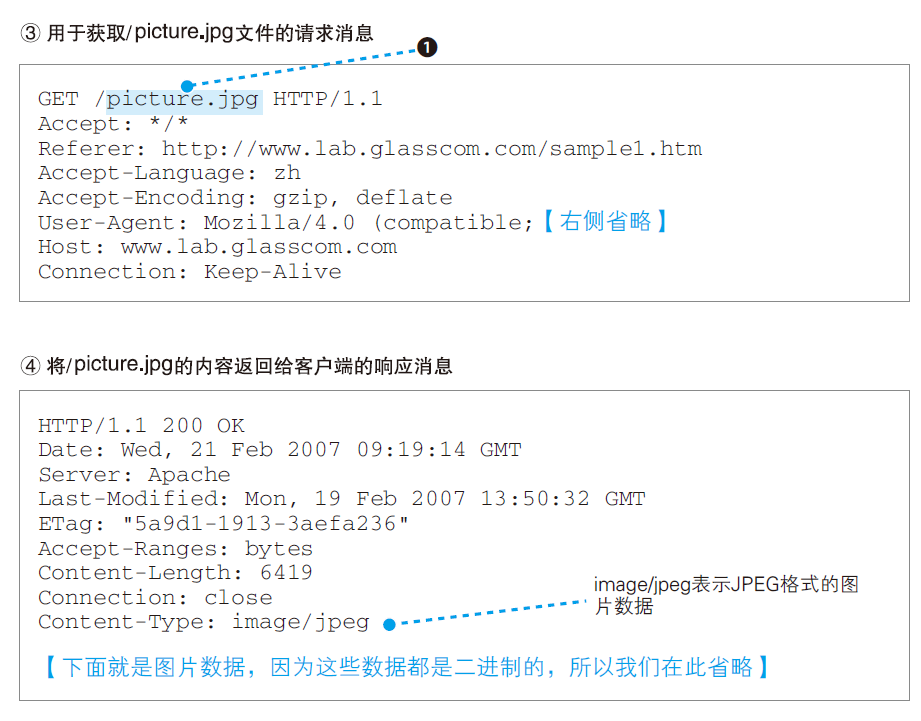 ③ 用于获取/picture.jpg文件的请求消息
❶
GET /picture.jpg HTTP/1.1
Accept: */*
Referer: http://www.lab.glasscom.com/sample1.htm
Accept-Language: zh
Accept-Encoding: gzip, deflate
User-Agent: Mozilla/4.0 (compatible;【右侧省略】
Host: www.lab.glasscom.com
Connection: Keep-Alive
④ 将/picture.jpg的内容返回给客户端的响应消息
HTTP/1.1 200 OK
Date: Wed, 21 Feb 2007 09:19:14 GMT
Server: Apache
Last-Modified: Mon, 19 Feb 2007 13:50:32 GMT
ETag: "5a9d1-1913-3aefa236"
Accept-Ranges: bytes
Content-Length: 6419
Connection: close
Content-Type: image/jpeg
image/jpeg表示JPEG格式的图
片数据
【下面就是图片数据，因为这些数据都是二进制的，所以我们在此省略】